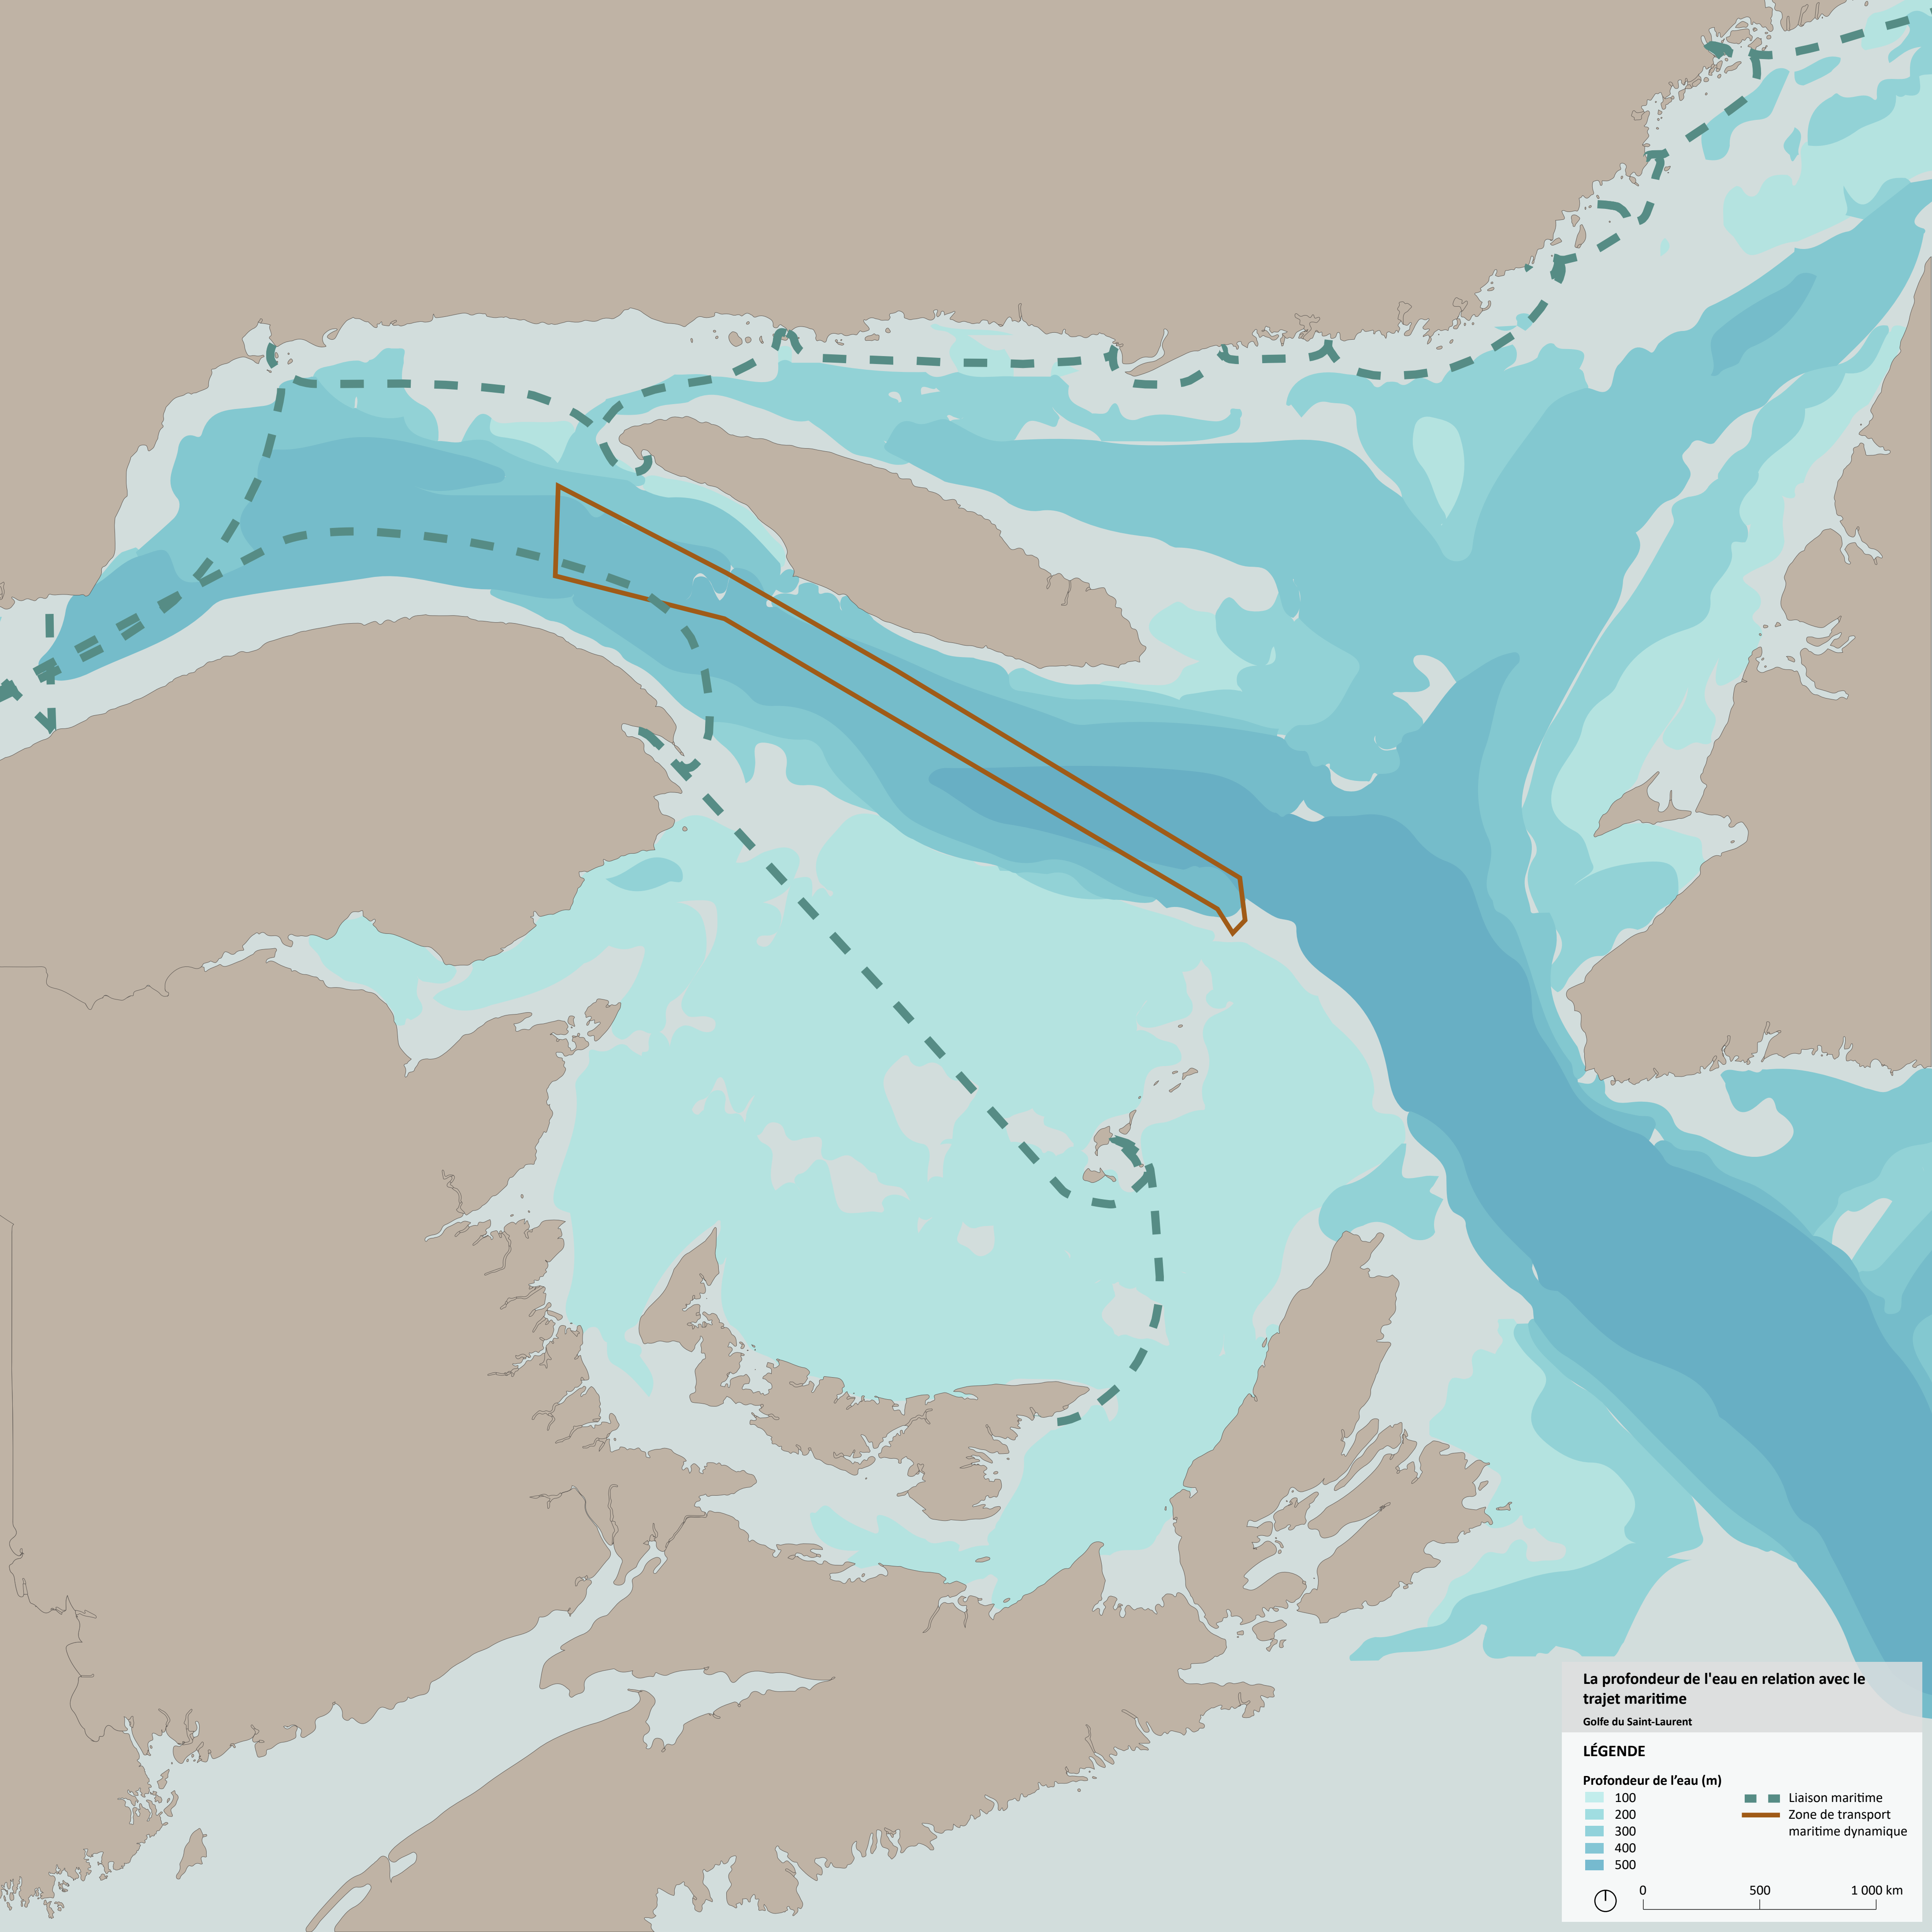 La profondeur de l'eau en relation avec le
trajet maritime
Golfe du Saint-Laurent
LÉGENDE
Profondeur de l’eau (m)
100
200
300
400
500
Liaison maritime
Zone de transport
maritime dynamique
0 500 1 000 km